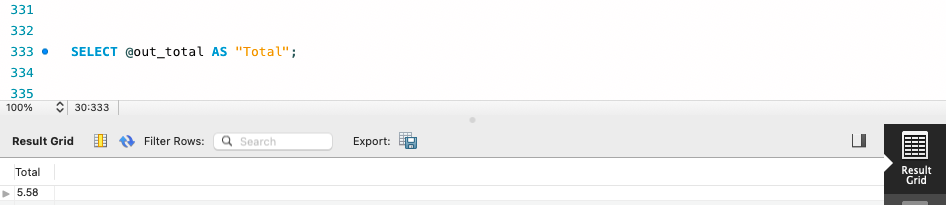 331
332
333 SELECT @out_total AS "Total";
334
335
100% 30:333
Result Grid Filter Rows: Search Export:
Result
Grid
Total
5.58